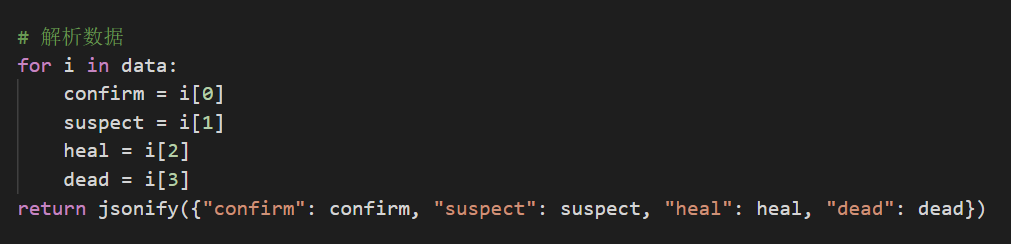 # 解析数据
for i in data:
    confirm = i[0]
    suspect = i[1]
    heal = i[2]
    dead = i[3]
return jsonify({"confirm": confirm, "suspect": suspect, "heal": heal, "dead": dead})